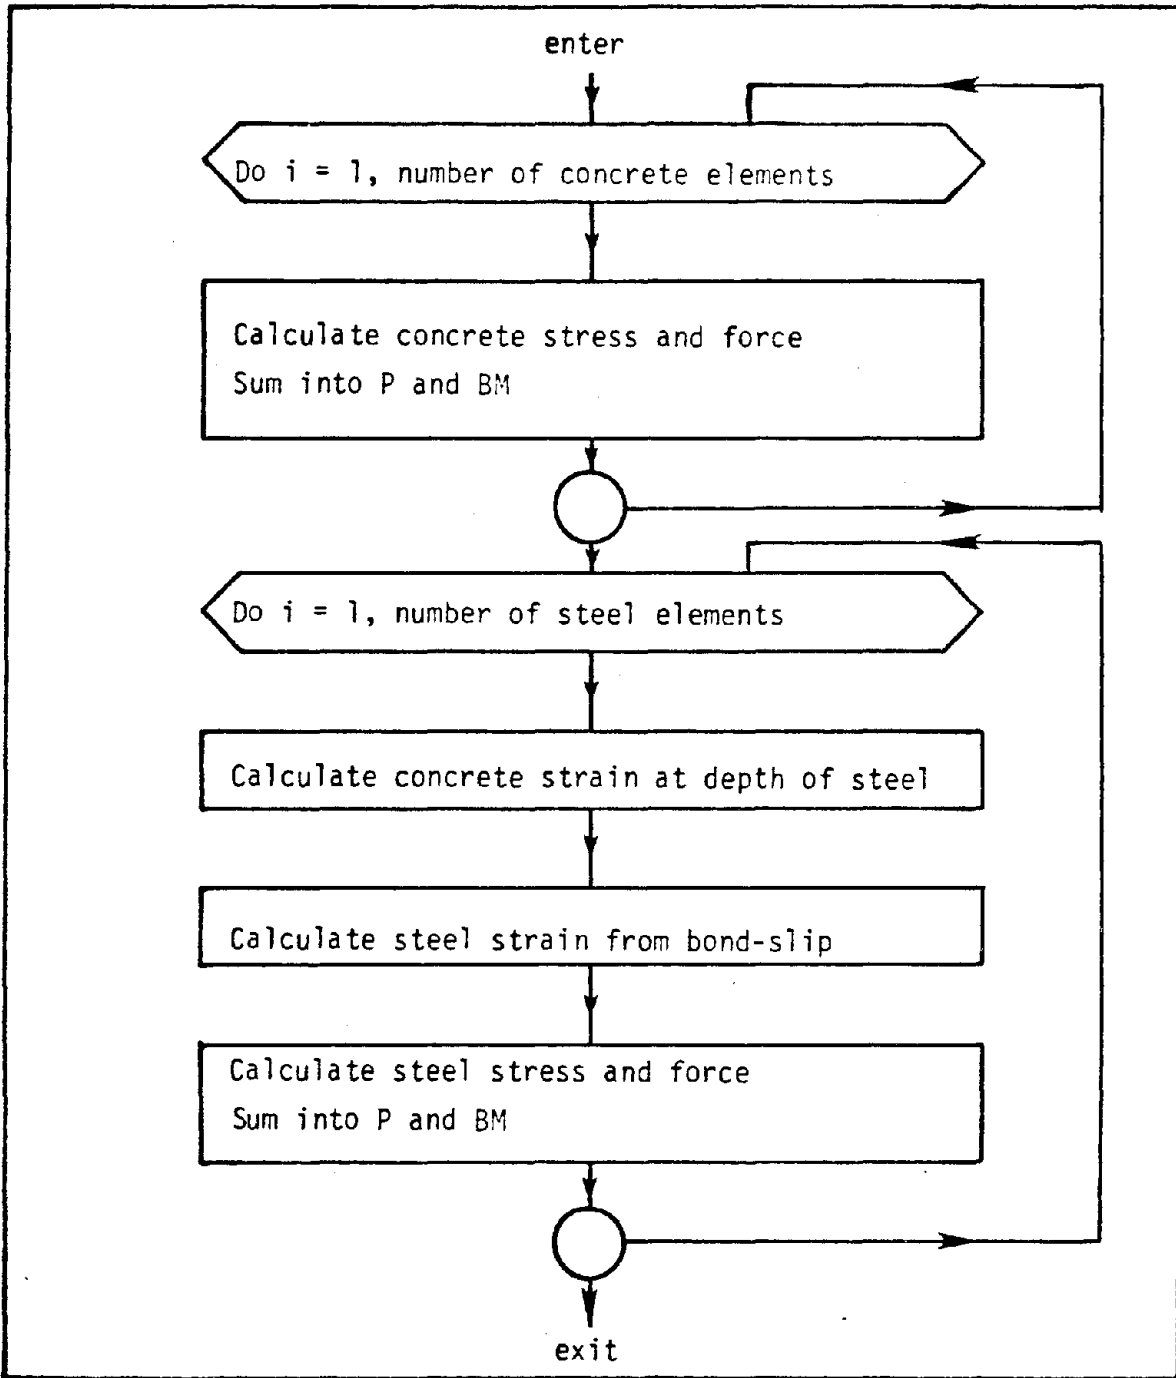 enter
Do i = 1, number of concrete elements
Calculate concrete stress and force
Sum into P and BM
Do i = 1, number of steel elements
Calculate concrete strain at depth of steel
Calculate steel strain from bond-slip
Calculate steel stress and force
Sum into P and BM
exit